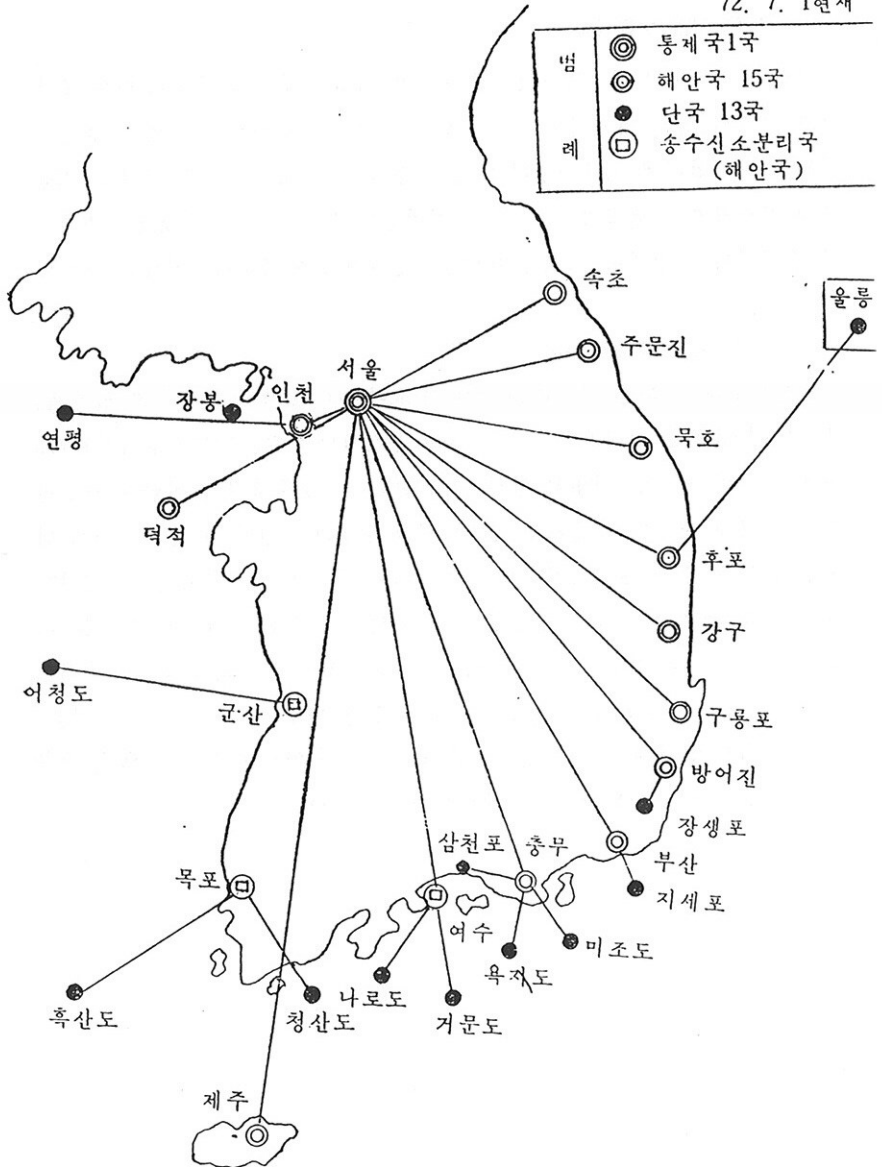 72. 7. 1현재
범례
통제국1국
해안국 15국
단국 13국
송수신소분리국
(해안국)
속초
울릉
주문진
서울
인천
장봉
연평
묵호
덕적
후포
강구
어청도
군산
구룡포
방어진
장생포
삼천포
충무
부산
목포
지세포
여수
미조도
욕지도
나로도
흑산도
청산도
거문도
제주